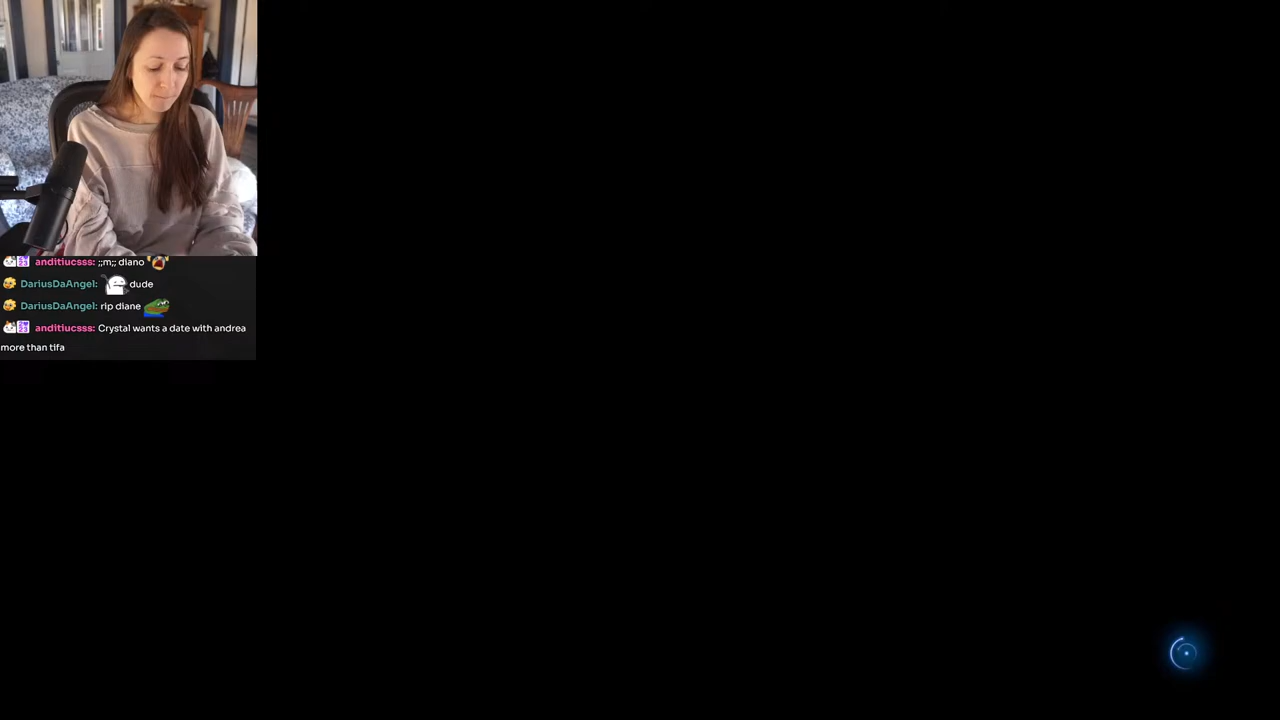 anditiucsss: ;;m;; diano
DariusDaAngel: dude
DariusDaAngel: rip diane
anditiucsss: Crystal wants a date with andrea
more than tifa